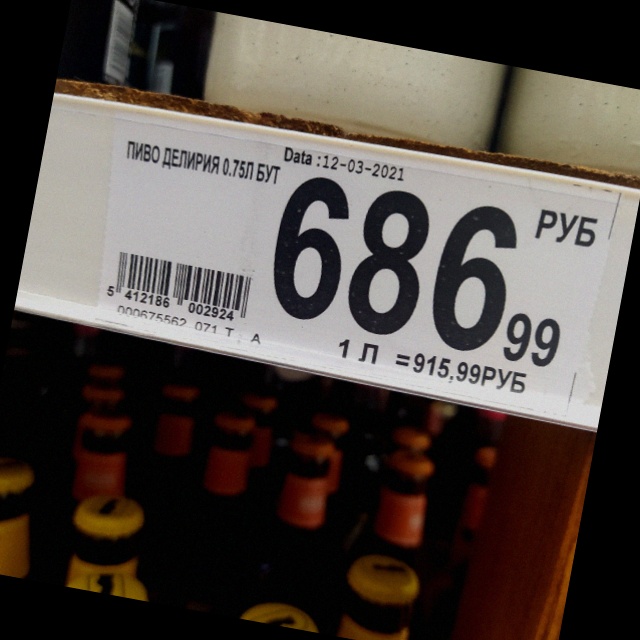 ПИВО ДЕЛИРИЯ 0.75Л БУТ
Data :12-03-2021
686 99 РУБ
1 Л =915,99РУБ
5 412186 002924
000675562 071 Т А